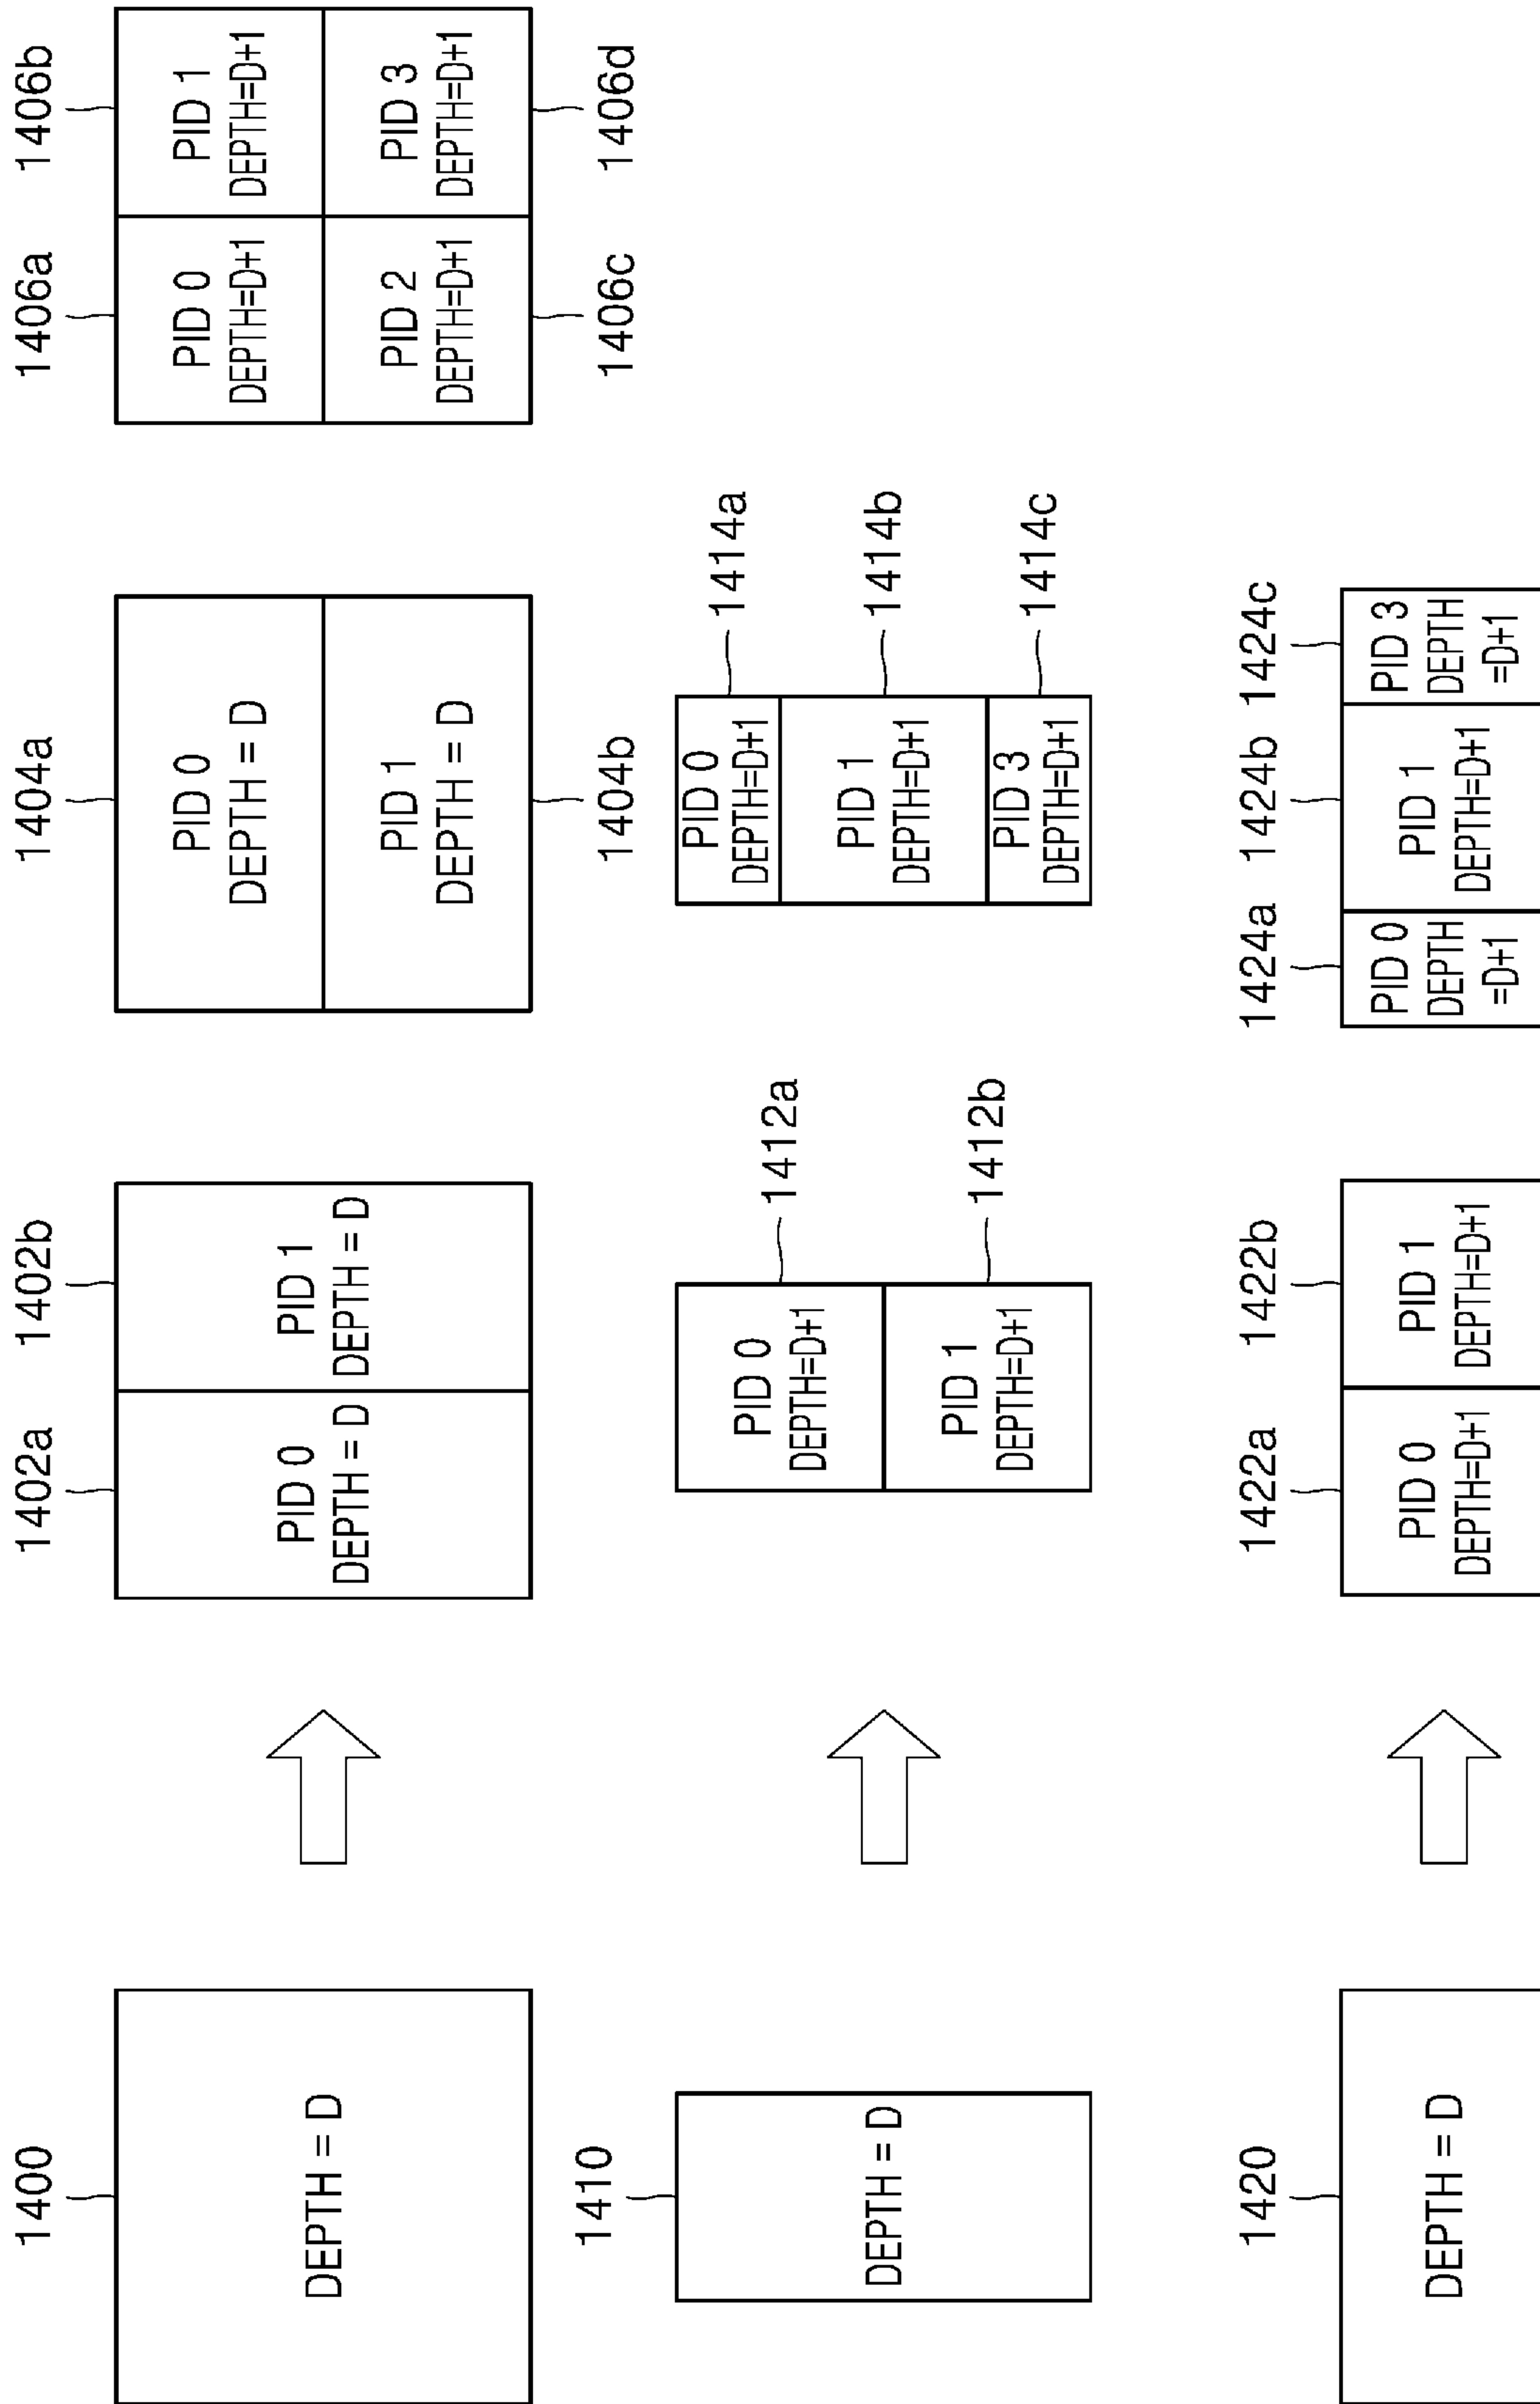 1400
DEPTH = D
1402a
1402b
PID 0
DEPTH = D
PID 1
DEPTH = D
1404a
PID 0
DEPTH = D
PID 1
DEPTH = D
1404b
1406a
1406b
PID 0
DEPTH=D+1
PID 1
DEPTH=D+1
PID 2
DEPTH=D+1
PID 3
DEPTH=D+1
1406c
1406d
1410
DEPTH = D
PID 0
DEPTH=D+1
1412a
PID 1
DEPTH=D+1
1412b
PID 0
DEPTH=D+1
1414a
PID 1
DEPTH=D+1
1414b
PID 3
DEPTH=D+1
1414c
1420
DEPTH = D
1422a
1422b
PID 0
DEPTH=D+1
PID 1
DEPTH=D+1
1424a
1424b
1424c
PID 0
DEPTH
=D+1
PID 1
DEPTH=D+1
PID 3
DEPTH
=D+1